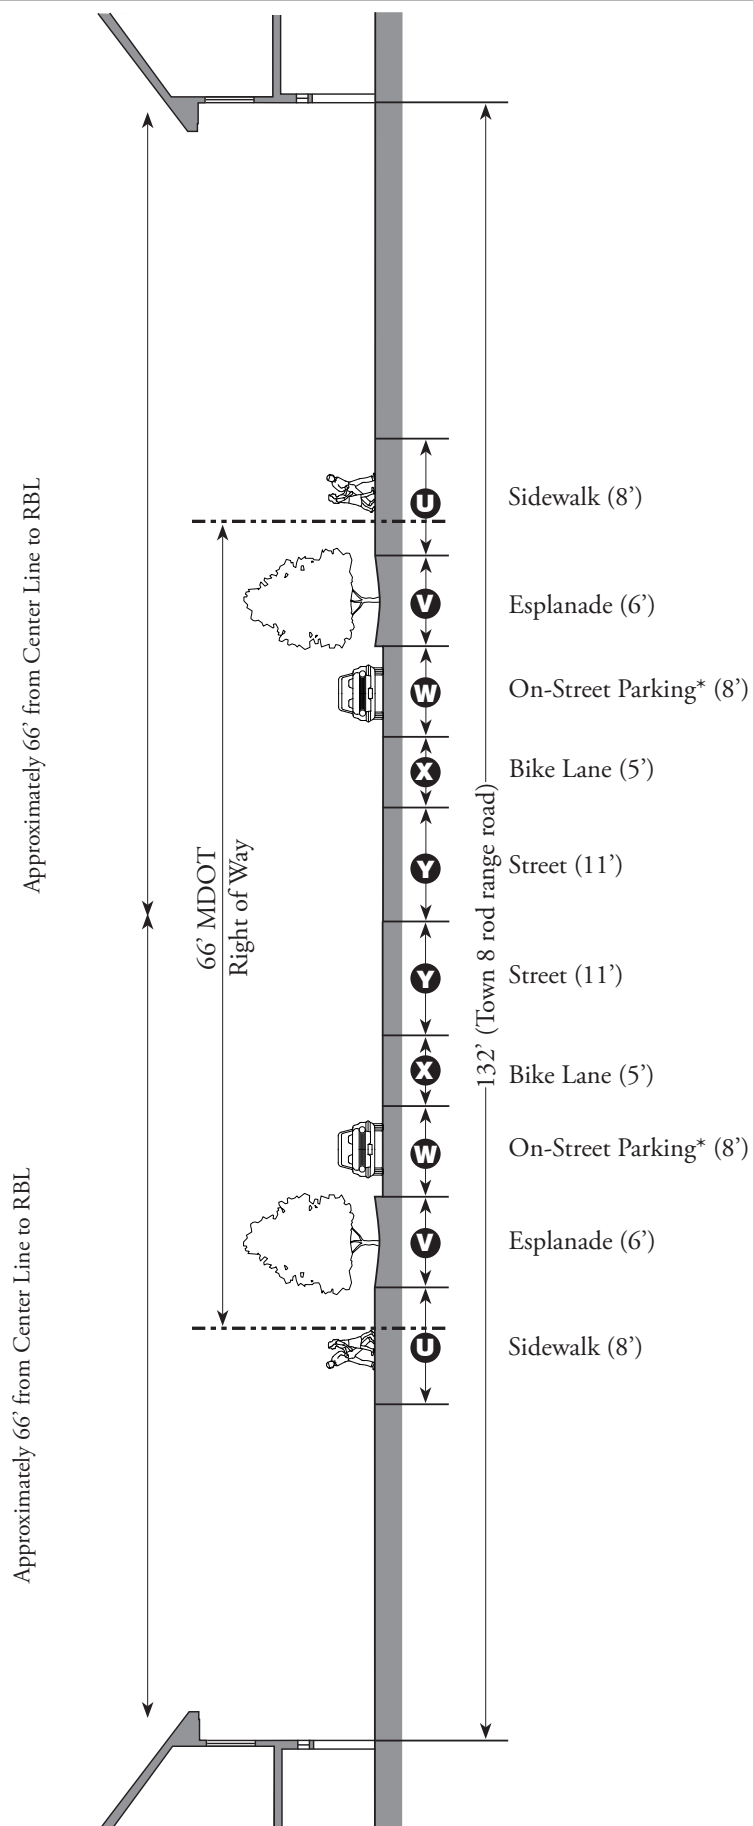 U
Sidewalk (8’)
V
Esplanade (6’)
W
On-Street Parking* (8’)
X
Bike Lane (5’)
Y
Street (11’)
Y
Street (11’)
X
Bike Lane (5’)
W
On-Street Parking* (8’)
V
Esplanade (6’)
U
Sidewalk (8’)
132’ (Town 8 rod range road)
66’ MDOT
Right of Way
Approximately 66’ from Center Line to RBL
Approximately 66’ from Center Line to RBL